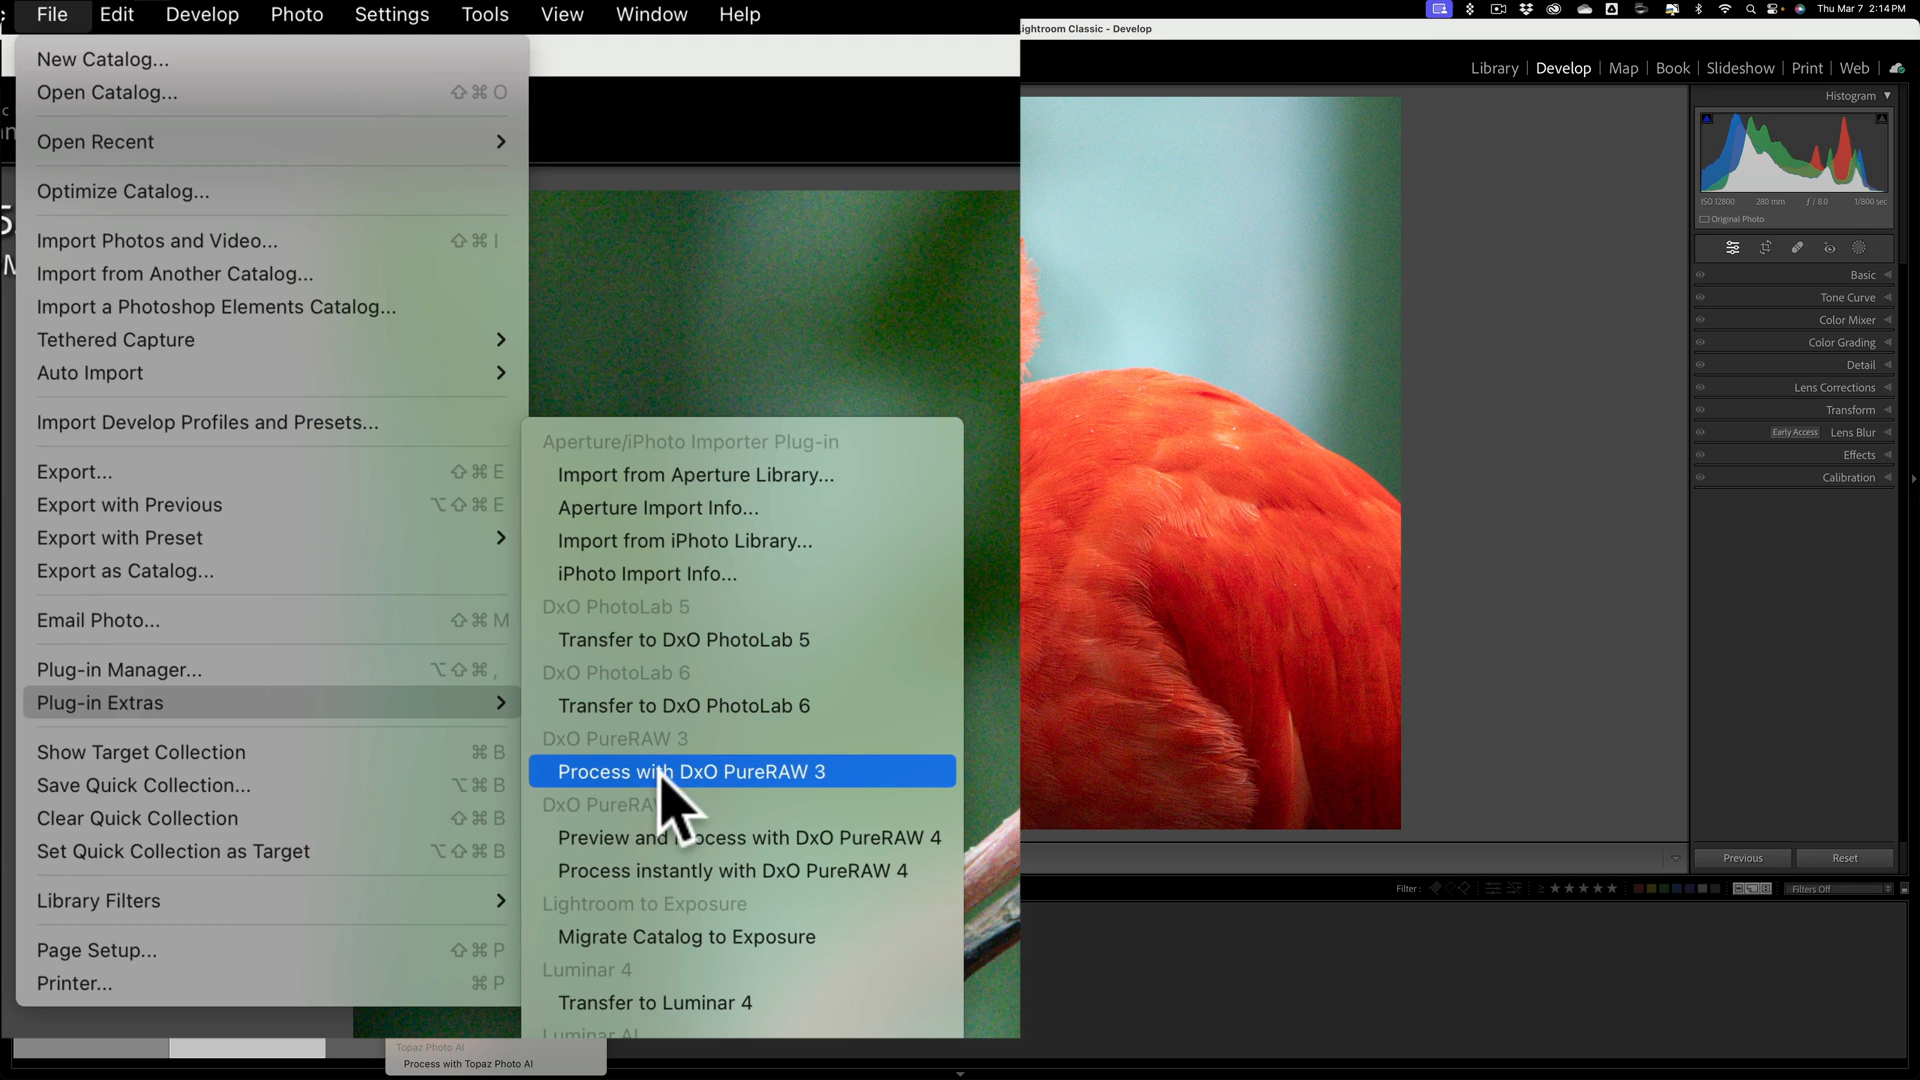 File Edit Develop Photo Settings Tools View Window Help
Thu Mar 7 2:14 PM
ightroom Classic - Develop
Library | Develop | Map | Book | Slideshow | Print | Web
New Catalog...
Open Catalog... ⇧⌘O
Open Recent
Optimize Catalog...
Import Photos and Video... ⇧⌘I
Import from Another Catalog...
Import a Photoshop Elements Catalog...
Tethered Capture
Auto Import
Import Develop Profiles and Presets...
Export... ⇧⌘E
Export with Previous ⌥⇧⌘E
Export with Preset
Export as Catalog...
Email Photo... ⇧⌘M
Plug-in Manager... ⌥⇧⌘,
Plug-in Extras
Show Target Collection ⌘B
Save Quick Collection... ⌥⌘B
Clear Quick Collection ⇧⌘B
Set Quick Collection as Target ⌥⇧⌘B
Library Filters
Page Setup... ⇧⌘P
Printer... ⌘P
Aperture/iPhoto Importer Plug-in
Import from Aperture Library...
Aperture Import Info...
Import from iPhoto Library...
iPhoto Import Info...
DxO PhotoLab 5
Transfer to DxO PhotoLab 5
DxO PhotoLab 6
Transfer to DxO PhotoLab 6
DxO PureRAW 3
Process with DxO PureRAW 3
DxO PureRAW
Preview and Process with DxO PureRAW 4
Process instantly with DxO PureRAW 4
Lightroom to Exposure
Migrate Catalog to Exposure
Luminar 4
Transfer to Luminar 4
Luminar AI
Topaz Photo AI
Process with Topaz Photo AI
Histogram
ISO 12800 280 mm ƒ / 8.0 1/800 sec
Original Photo
Basic
Tone Curve
Color Mixer
Color Grading
Detail
Lens Corrections
Transform
Early Access Lens Blur
Effects
Calibration
Previous Reset
Filter : ≥ ★★★★★ Filters Off